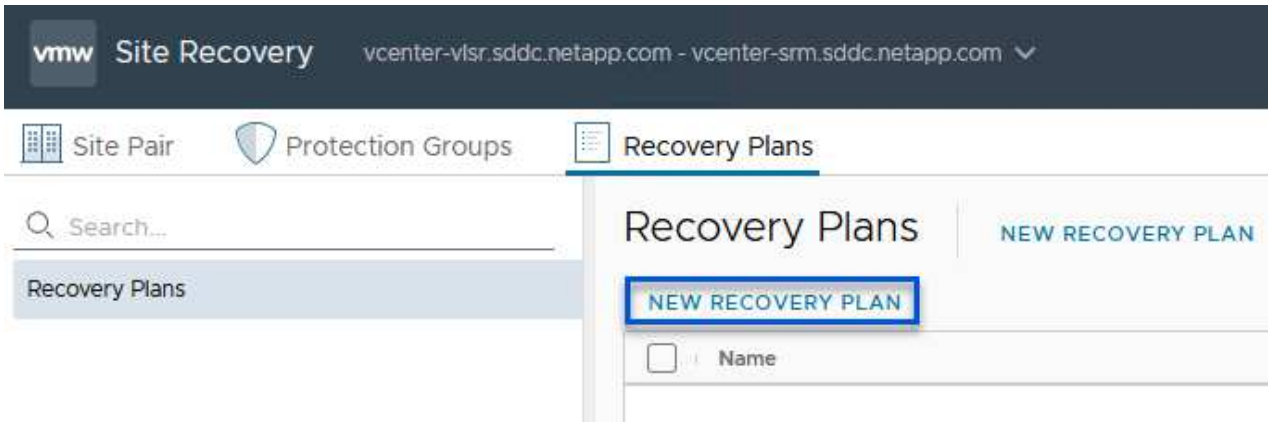 vmw Site Recovery vcenter-vlsr.sddc.netapp.com - vcenter-srm.sddc.netapp.com
Site Pair Protection Groups Recovery Plans
Search...
Recovery Plans
Recovery Plans NEW RECOVERY PLAN
NEW RECOVERY PLAN
Name